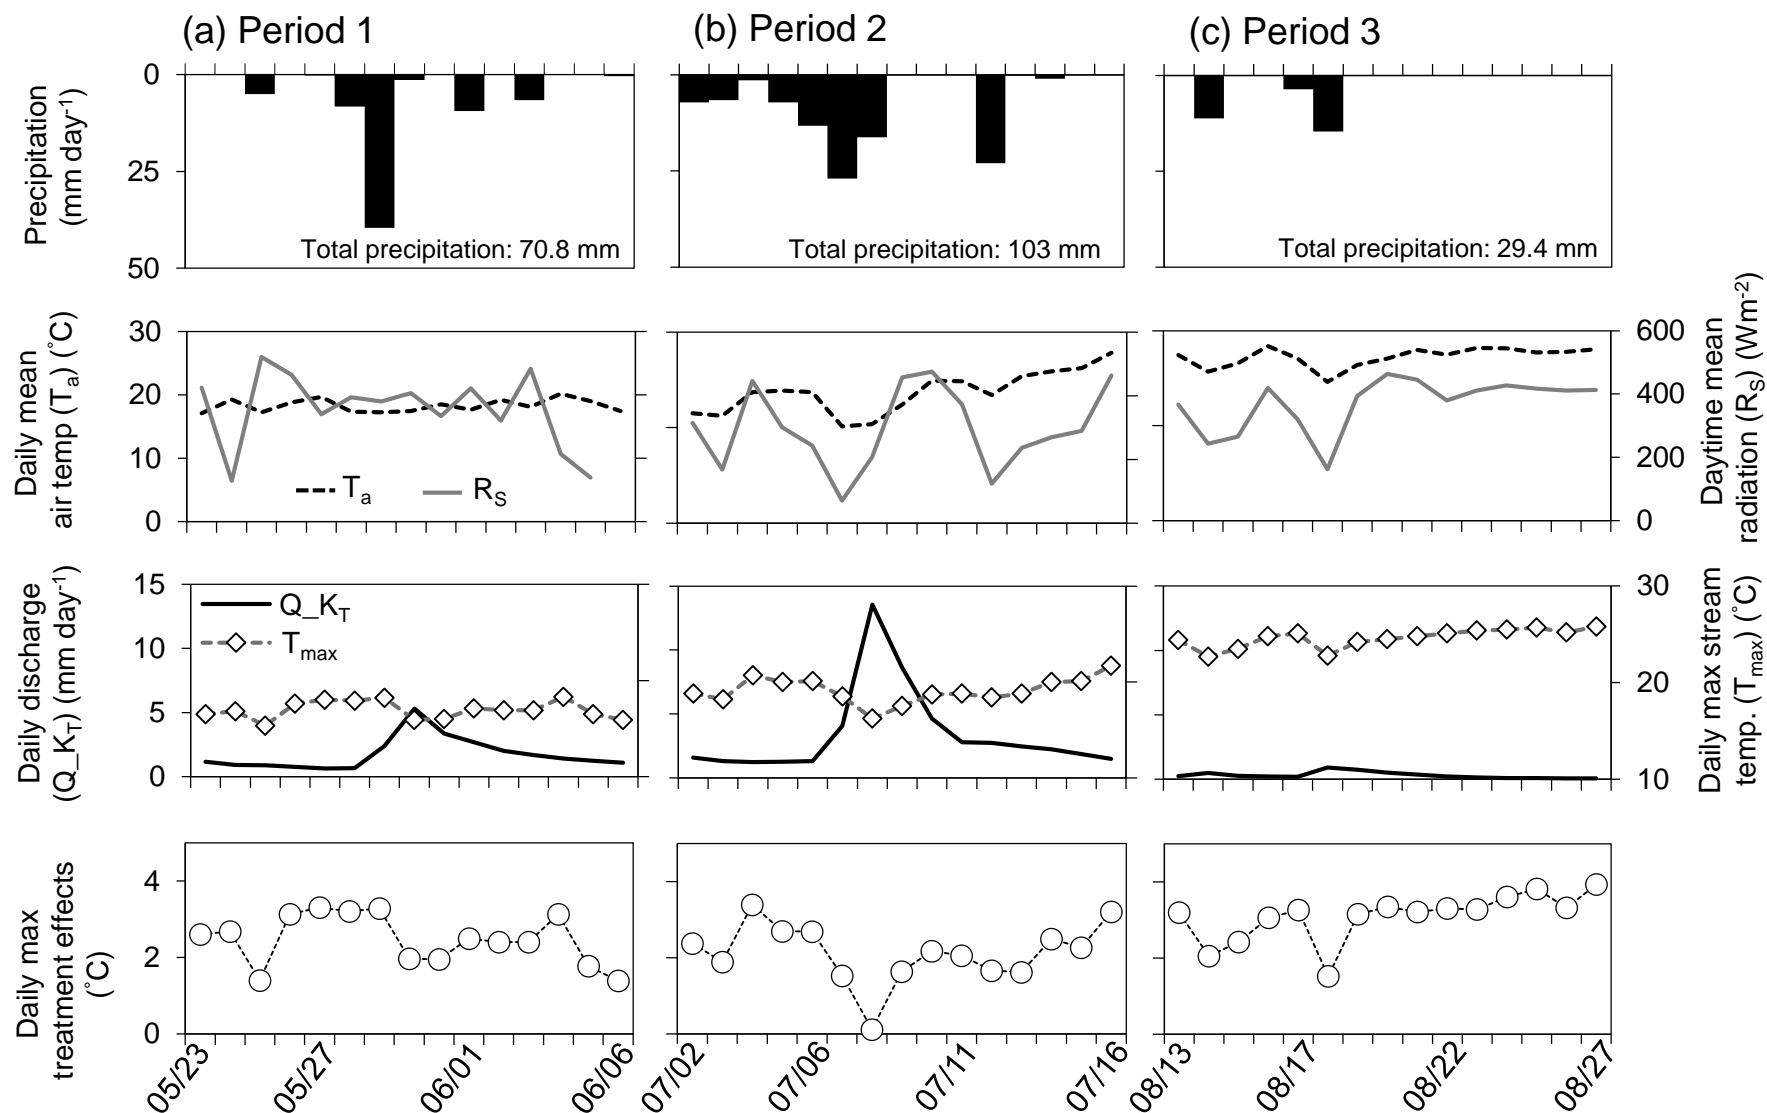 (a) Period 1
(b) Period 2
(c) Period 3
Precipitation
(mm day-1)
0
25
50
Total precipitation: 70.8 mm
Total precipitation: 103 mm
Total precipitation: 29.4 mm
Daily mean
air temp (Ta) (˚C)
30
20
10
0
Ta
RS
600
400
200
0
Daytime mean
radiation (RS) (Wm-2)
Daily discharge
(Q_KT) (mm day-1)
15
10
5
0
Q_KT
Tmax
30
20
10
Daily max stream
temp. (Tmax) (˚C)
Daily max
treatment effects
(˚C)
4
2
0
05/23
05/27
06/01
06/06
07/02
07/06
07/11
07/16
08/13
08/17
08/22
08/27